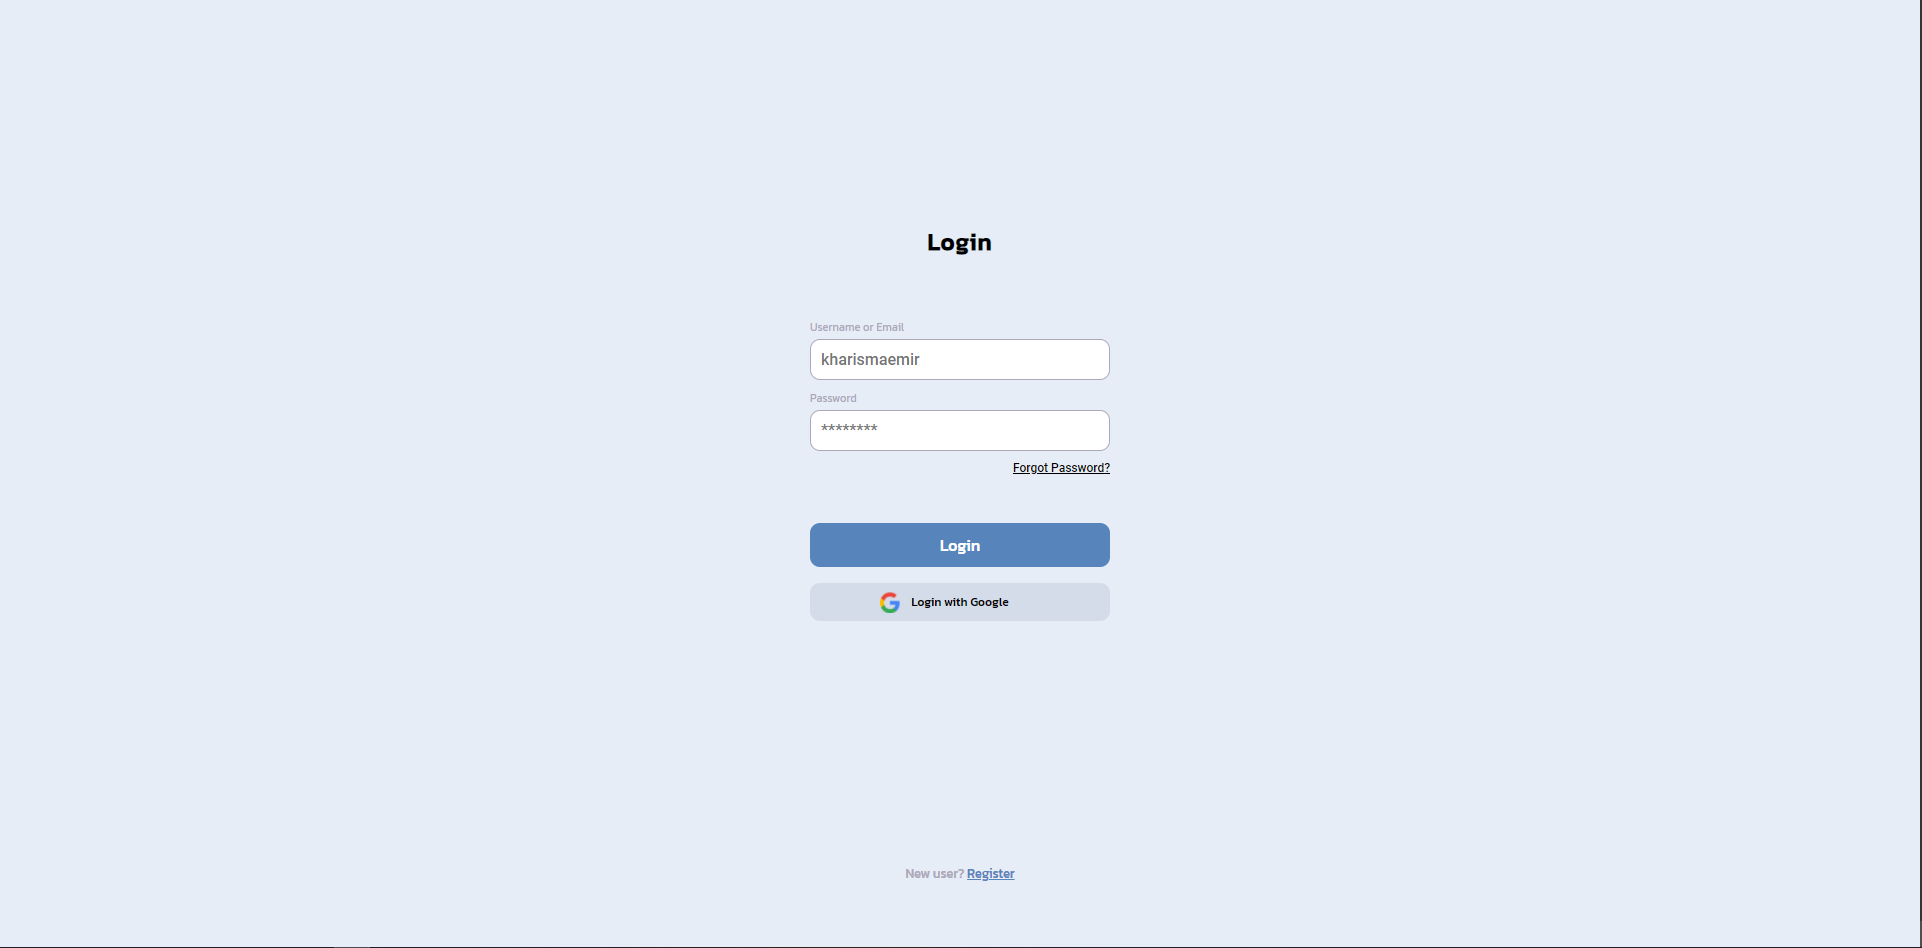 Login
Username or Email
kharismaemir
Password
********
Forgot Password?
Login
Login with Google
New user? Register